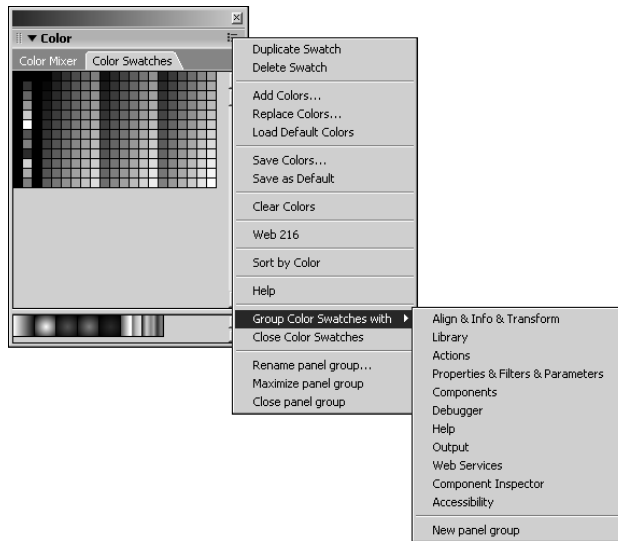 Color
Color Mixer Color Swatches
Duplicate Swatch
Delete Swatch
Add Colors...
Replace Colors...
Load Default Colors
Save Colors...
Save as Default
Clear Colors
Web 216
Sort by Color
Help
Group Color Swatches with
Close Color Swatches
Rename panel group...
Maximize panel group
Close panel group
Align & Info & Transform
Library
Actions
Properties & Filters & Parameters
Components
Debugger
Help
Output
Web Services
Component Inspector
Accessibility
New panel group